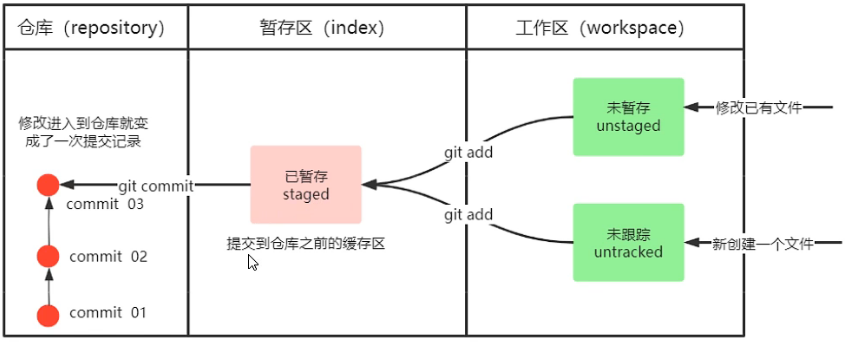 仓库（repository）
暂存区（index）
工作区（workspace）
修改进入到仓库就变
成了一次提交记录
commit 03
commit 02
commit 01
git commit
已暂存
staged
提交到仓库之前的缓存区
git add
git add
未暂存
unstaged
未跟踪
untracked
修改已有文件
新创建一个文件